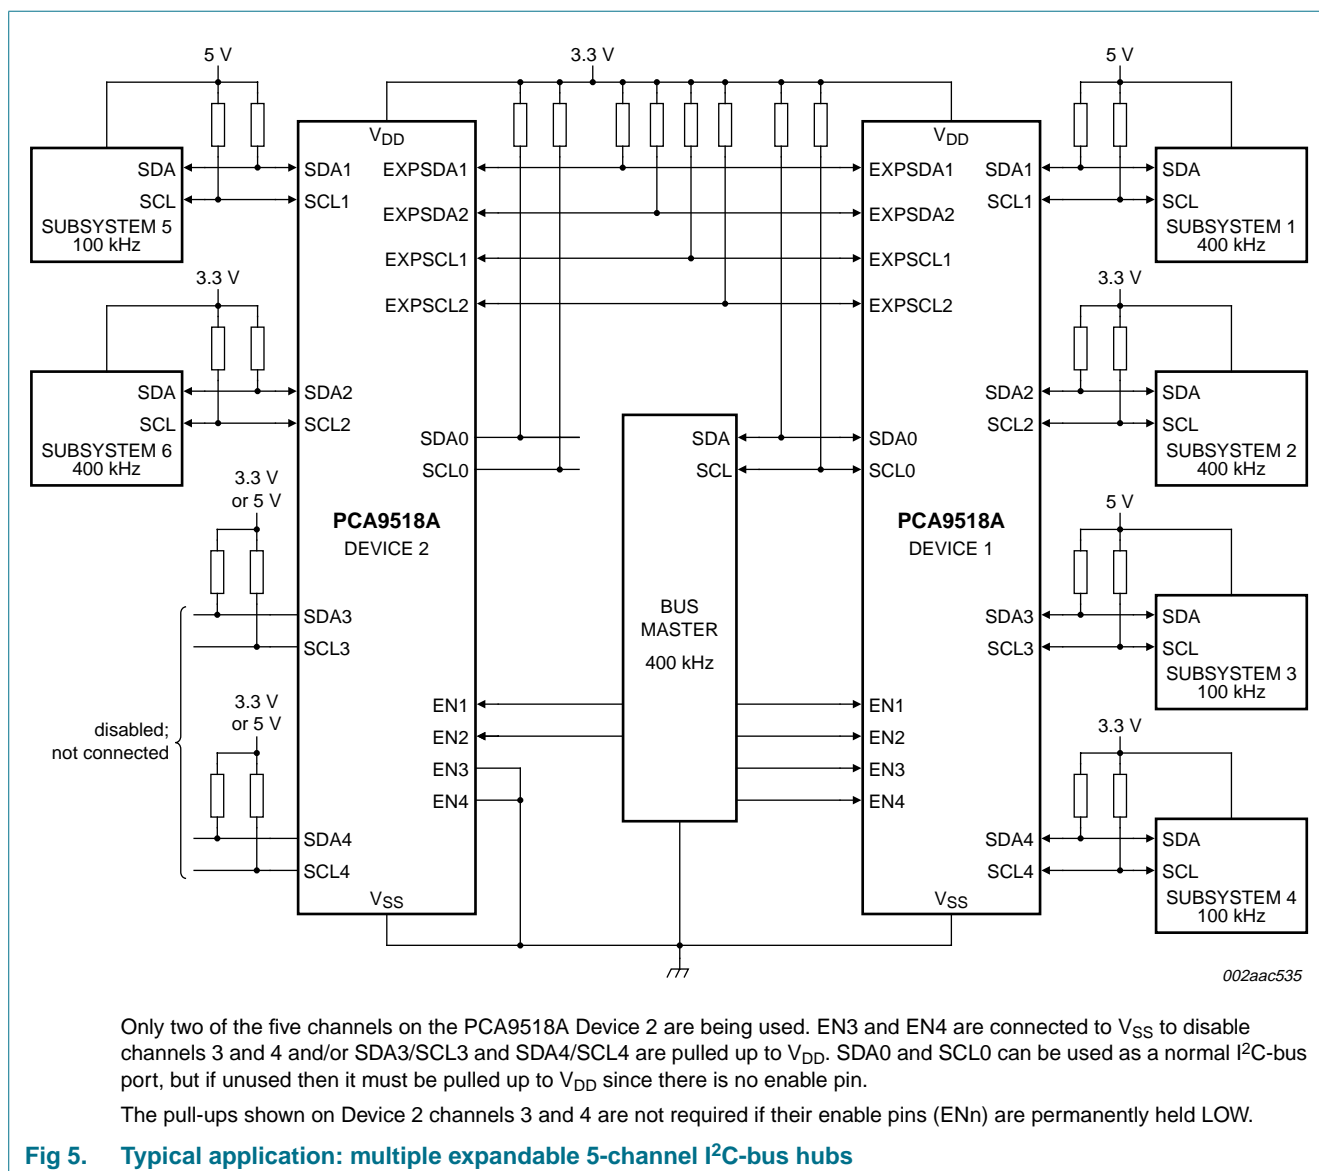 5 V
3.3 V
5 V
VDD
VDD
SDA
SDA1
EXPSDA1
EXPSDA1
SDA1
SDA
SCL
SCL1
SCL1
SCL
SUBSYSTEM 5
100 kHz
EXPSDA2
EXPSDA2
SUBSYSTEM 1
400 kHz
EXPSCL1
EXPSCL1
3.3 V
3.3 V
EXPSCL2
EXPSCL2
SDA
SDA2
SDA2
SDA
SCL
SCL2
SCL2
SCL
SUBSYSTEM 6
400 kHz
SDA0
SDA
SDA0
SUBSYSTEM 2
400 kHz
SCL0
SCL
SCL0
3.3 V
or 5 V
5 V
PCA9518A
DEVICE 2
PCA9518A
DEVICE 1
SDA3
BUS
MASTER
400 kHz
SDA3
SDA
SCL3
SCL3
SCL
SUBSYSTEM 3
100 kHz
3.3 V
or 5 V
3.3 V
disabled;
not connected
EN1
EN1
EN2
EN2
EN3
EN3
EN4
EN4
SDA4
SDA4
SDA
SCL4
SCL4
SCL
VSS
VSS
SUBSYSTEM 4
100 kHz
002aac535
Only two of the five channels on the PCA9518A Device 2 are being used. EN3 and EN4 are connected to VSS to disable
channels 3 and 4 and/or SDA3/SCL3 and SDA4/SCL4 are pulled up to VDD. SDA0 and SCL0 can be used as a normal I2C-bus
port, but if unused then it must be pulled up to VDD since there is no enable pin.
The pull-ups shown on Device 2 channels 3 and 4 are not required if their enable pins (ENn) are permanently held LOW.
Fig 5. Typical application: multiple expandable 5-channel I2C-bus hubs